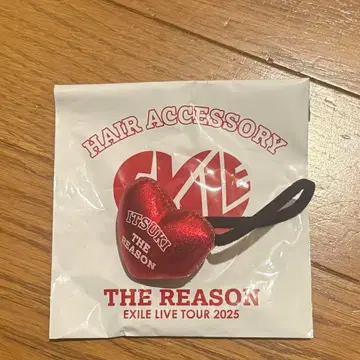 HAIR ACCESSORY
EXILE
ITSUKI
THE
REASON
THE REASON
EXILE LIVE TOUR 2025